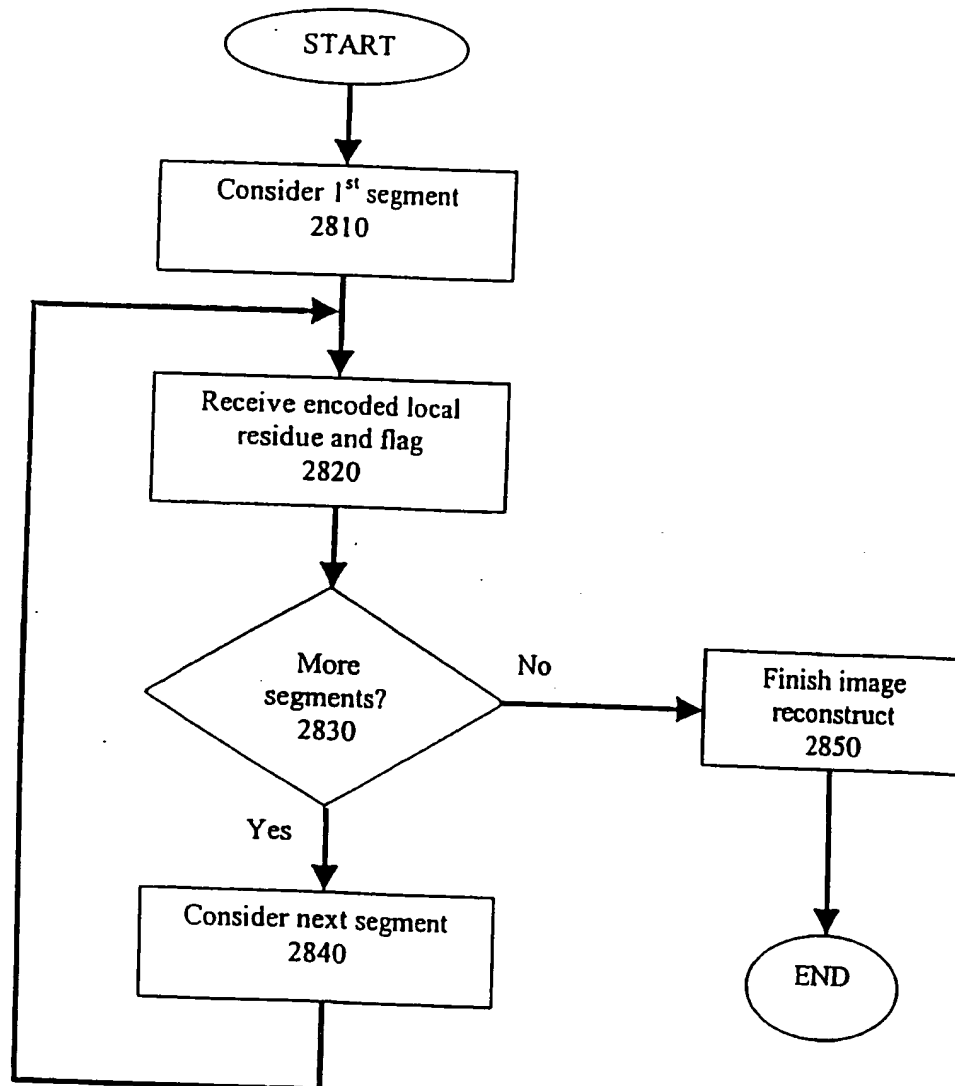 START
Consider 1st segment
2810
Receive encoded local
residue and flag
2820
More
segments?
2830
No
Finish image
reconstruct
2850
Yes
Consider next segment
2840
END